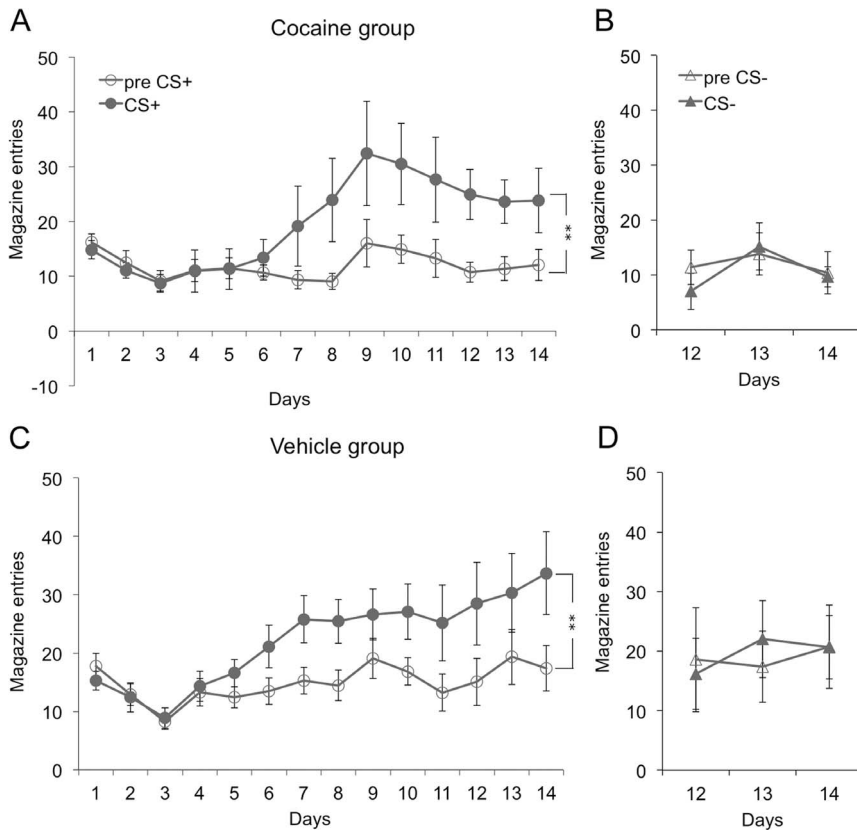 A
Cocaine group
B
50
40
30
20
10
0
-10
Magazine entries
pre CS+
CS+
**
1 2 3 4 5 6 7 8 9 10 11 12 13 14
Days
50
40
30
20
10
0
Magazine entries
pre CS-
CS-
12 13 14
Days
C
Vehicle group
D
50
40
30
20
10
0
Magazine entries
**
1 2 3 4 5 6 7 8 9 10 11 12 13 14
Days
50
40
30
20
10
0
Magazine entries
12 13 14
Days